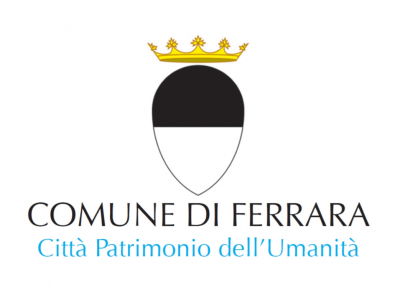 COMUNE DI FERRARA
Città Patrimonio dell'Umanità